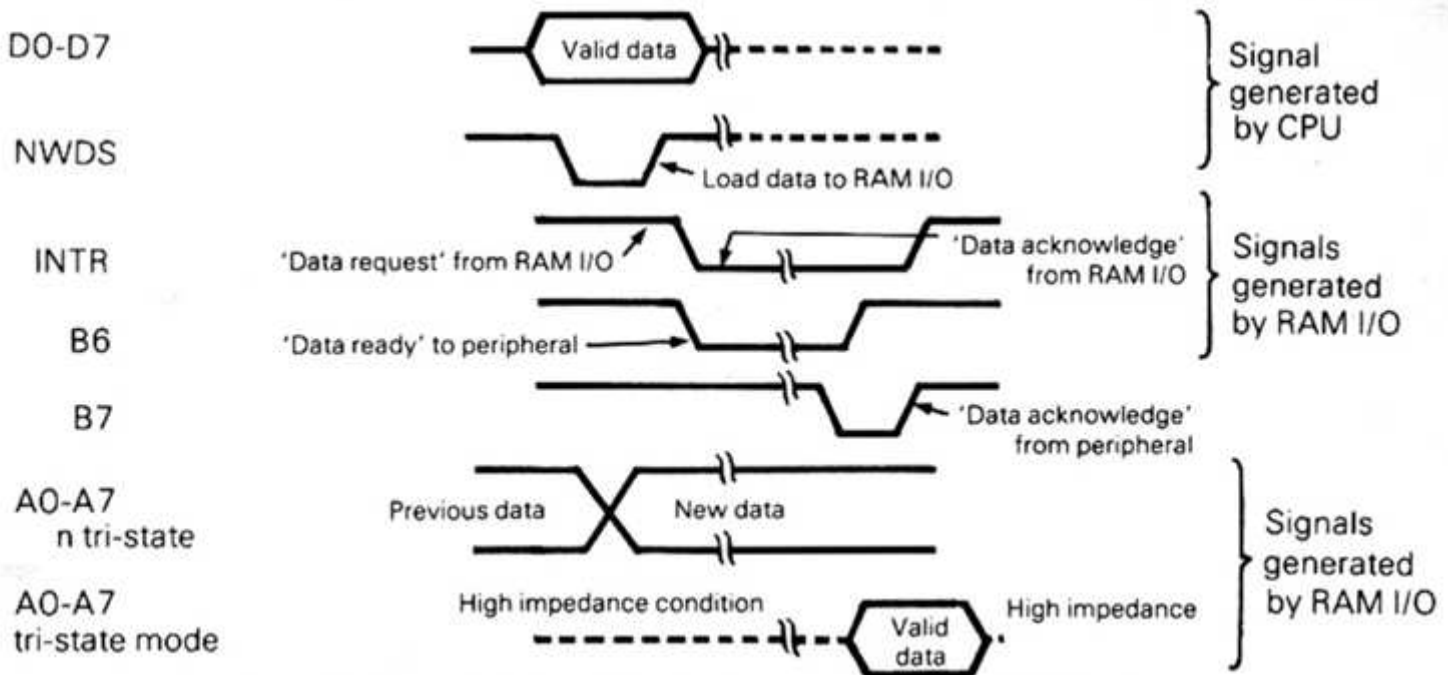 D0-D7
Valid data
Signal
generated
by CPU
NWDS
Load data to RAM I/O
INTR
'Data request' from RAM I/O
'Data acknowledge'
from RAM I/O
Signals
generated
by RAM I/O
B6
'Data ready' to peripheral
B7
'Data acknowledge'
from peripheral
A0-A7
n tri-state
Previous data
New data
Signals
generated
by RAM I/O
A0-A7
tri-state mode
High impedance condition
Valid
data
High impedance